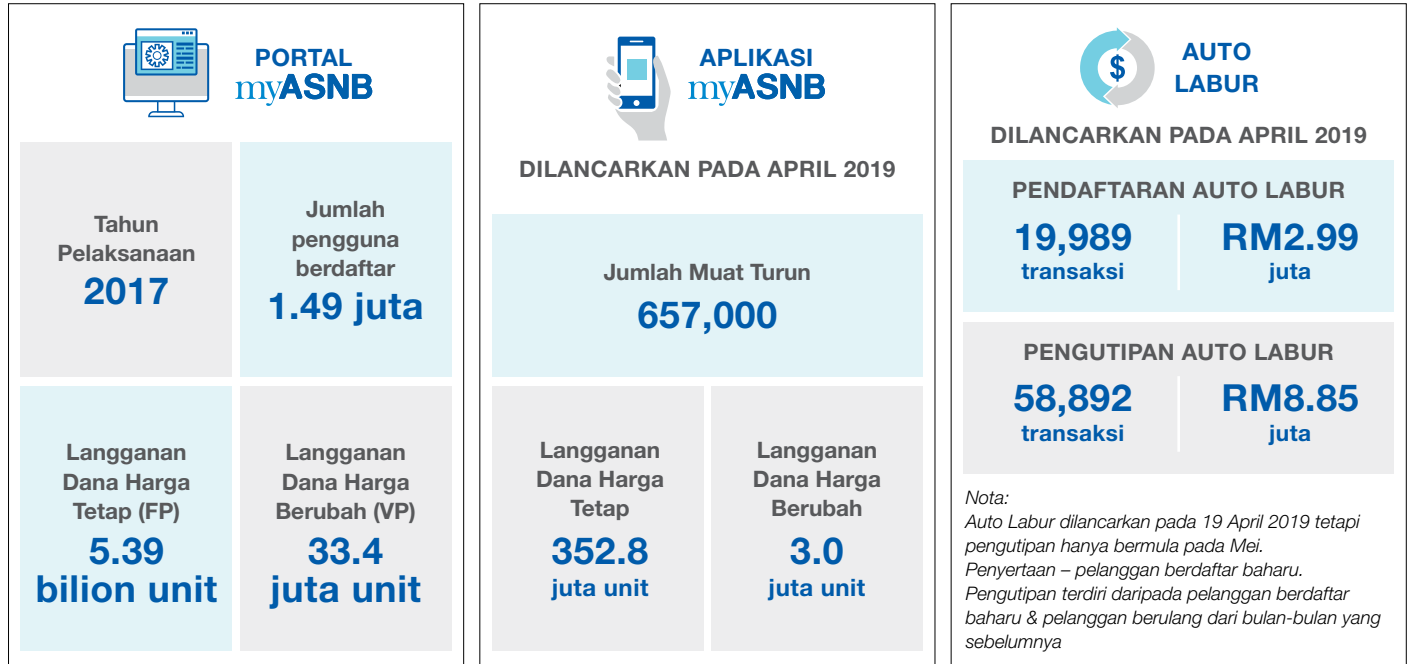 PORTAL
myASNB
Tahun
Pelaksanaan
2017
Jumlah
pengguna
berdaftar
1.49 juta
Langganan
Dana Harga
Tetap (FP)
5.39
bilion unit
Langganan
Dana Harga
Berubah (VP)
33.4
juta unit
APLIKASI
myASNB
DILANCARKAN PADA APRIL 2019
Jumlah Muat Turun
657,000
Langganan
Dana Harga
Tetap
352.8
juta unit
Langganan
Dana Harga
Berubah
3.0
juta unit
$
AUTO
LABUR
DILANCARKAN PADA APRIL 2019
PENDAFTARAN AUTO LABUR
19,989
transaksi
RM2.99
juta
PENGUTIPAN AUTO LABUR
58,892
transaksi
RM8.85
juta
Nota:
Auto Labur dilancarkan pada 19 April 2019 tetapi
pengutipan hanya bermula pada Mei.
Penyertaan – pelanggan berdaftar baharu.
Pengutipan terdiri daripada pelanggan berdaftar
baharu & pelanggan berulang dari bulan-bulan yang
sebelumnya